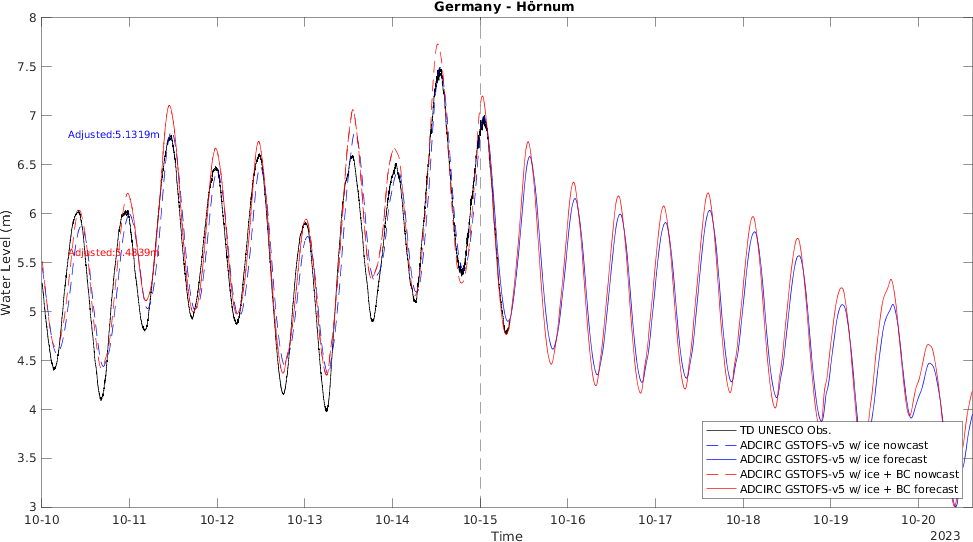 Germany - Hörnum
8
7.5
7
6.5
6
5.5
5
4.5
4
3.5
3
Water Level (m)
Adjusted:5.1319m
Adjusted:5.4839m
TD UNESCO Obs.
ADCIRC GSTOFS-v5 w/ ice nowcast
ADCIRC GSTOFS-v5 w/ ice forecast
ADCIRC GSTOFS-v5 w/ ice + BC nowcast
ADCIRC GSTOFS-v5 w/ ice + BC forecast
10-10 10-11 10-12 10-13 10-14 10-15 10-16 10-17 10-18 10-19 10-20
Time
2023